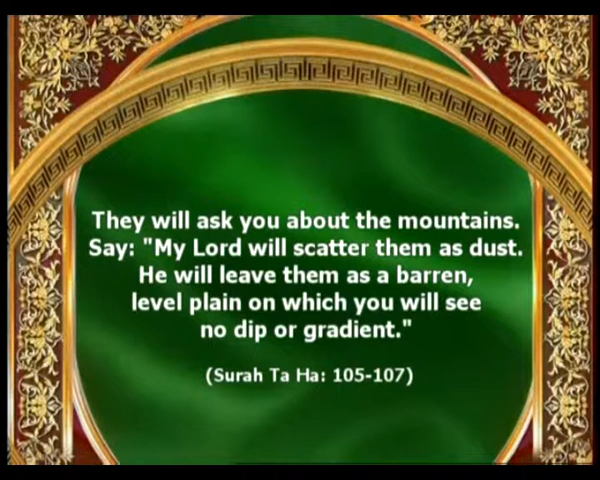 They will ask you about the mountains.
Say: "My Lord will scatter them as dust.
He will leave them as a barren,
level plain on which you will see
no dip or gradient."
(Surah Ta Ha: 105-107)